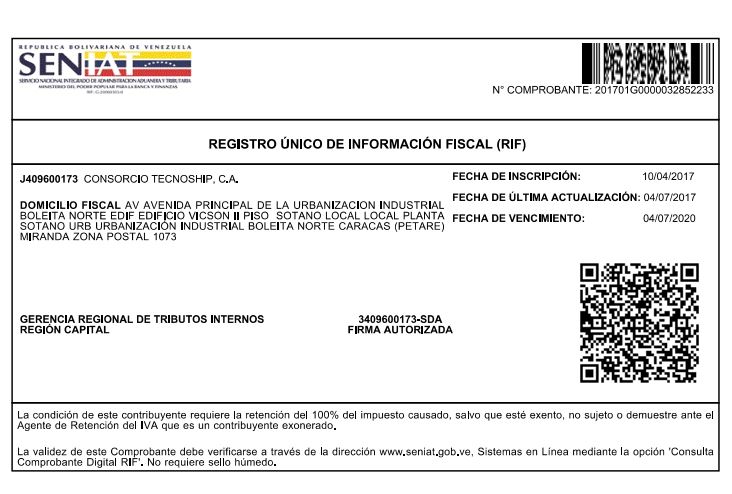 REPUBLICA BOLIVARIANA DE VENEZUELA
SENIAT
SERVICIO NACIONAL INTEGRADO DE ADMINISTRACION ADUANERA Y TRIBUTARIA
MINISTERIO DEL PODER POPULAR PARA LA BANCA Y FINANZAS
N° COMPROBANTE: 201701G0000032852233
REGISTRO ÚNICO DE INFORMACIÓN FISCAL (RIF)
J409600173 CONSORCIO TECNOSHIP, C.A.
FECHA DE INSCRIPCIÓN: 10/04/2017
FECHA DE ÚLTIMA ACTUALIZACIÓN: 04/07/2017
FECHA DE VENCIMIENTO: 04/07/2020
DOMICILIO FISCAL AV AVENIDA PRINCIPAL DE LA URBANIZACION INDUSTRIAL
BOLEITA NORTE EDIF EDIFICIO VICSON II PISO SOTANO LOCAL LOCAL PLANTA
SOTANO URB URBANIZACIÓN INDUSTRIAL BOLEITA NORTE CARACAS (PETARE)
MIRANDA ZONA POSTAL 1073
GERENCIA REGIONAL DE TRIBUTOS INTERNOS
REGIÓN CAPITAL
3409600173-SDA
FIRMA AUTORIZADA
La condición de este contribuyente requiere la retención del 100% del impuesto causado, salvo que esté exento, no sujeto o demuestre ante el
Agente de Retención del IVA que es un contribuyente exonerado.
La validez de este Comprobante debe verificarse a través de la dirección www.seniat.gob.ve, Sistemas en Línea mediante la opción 'Consulta
Comprobante Digital RIF'. No requiere sello húmedo.